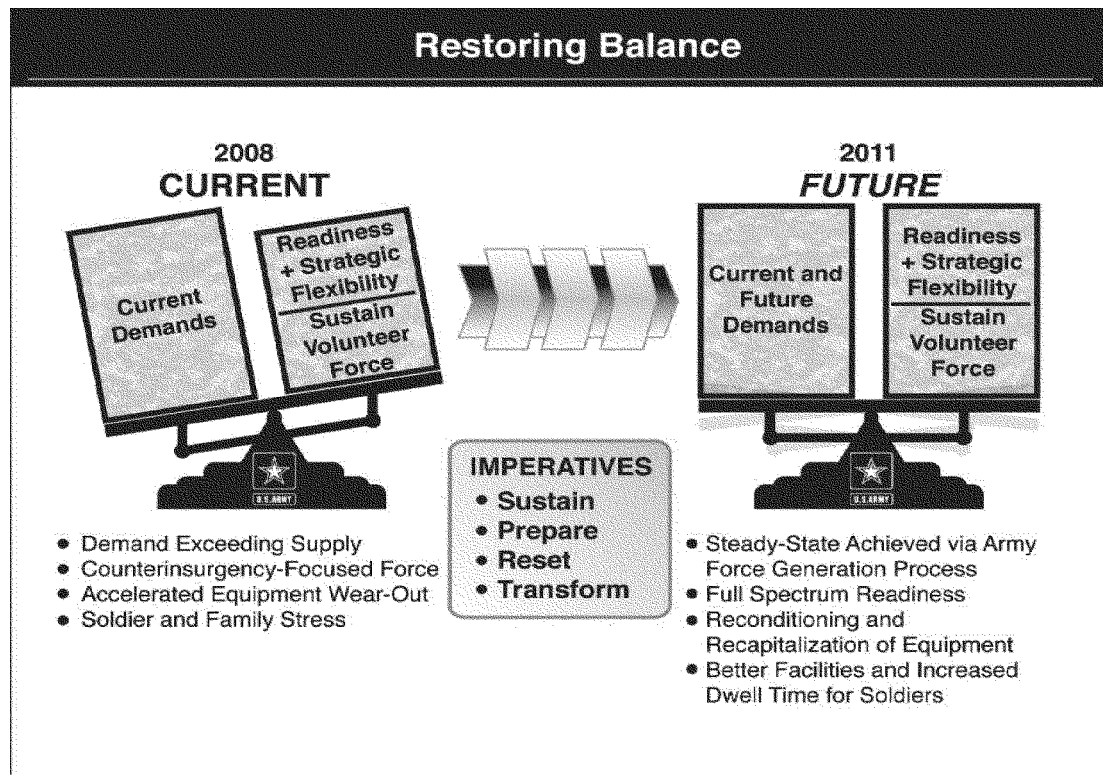 Restoring Balance
2008
CURRENT
Current
Demands
Readiness
+ Strategic
Flexibility
Sustain
Volunteer
Force
U.S.ARMY
IMPERATIVES
• Sustain
• Prepare
• Reset
• Transform
2011
FUTURE
Current and
Future
Demands
Readiness
+ Strategic
Flexibility
Sustain
Volunteer
Force
U.S.ARMY
• Demand Exceeding Supply
• Counterinsurgency-Focused Force
• Accelerated Equipment Wear-Out
• Soldier and Family Stress
• Steady-State Achieved via Army
Force Generation Process
• Full Spectrum Readiness
• Reconditioning and
Recapitalization of Equipment
• Better Facilities and Increased
Dwell Time for Soldiers